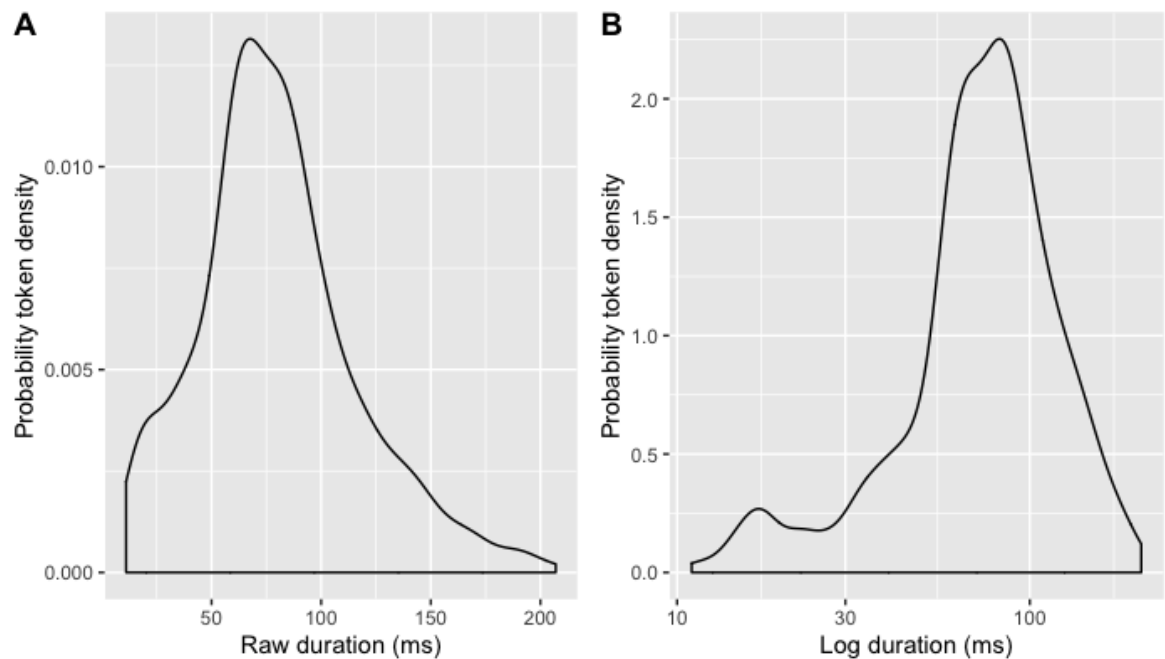 A
Probability token density
0.010
0.005
0.000
50 100 150 200
Raw duration (ms)
B
Probability token density
2.0
1.5
1.0
0.5
0.0
10 30 100
Log duration (ms)